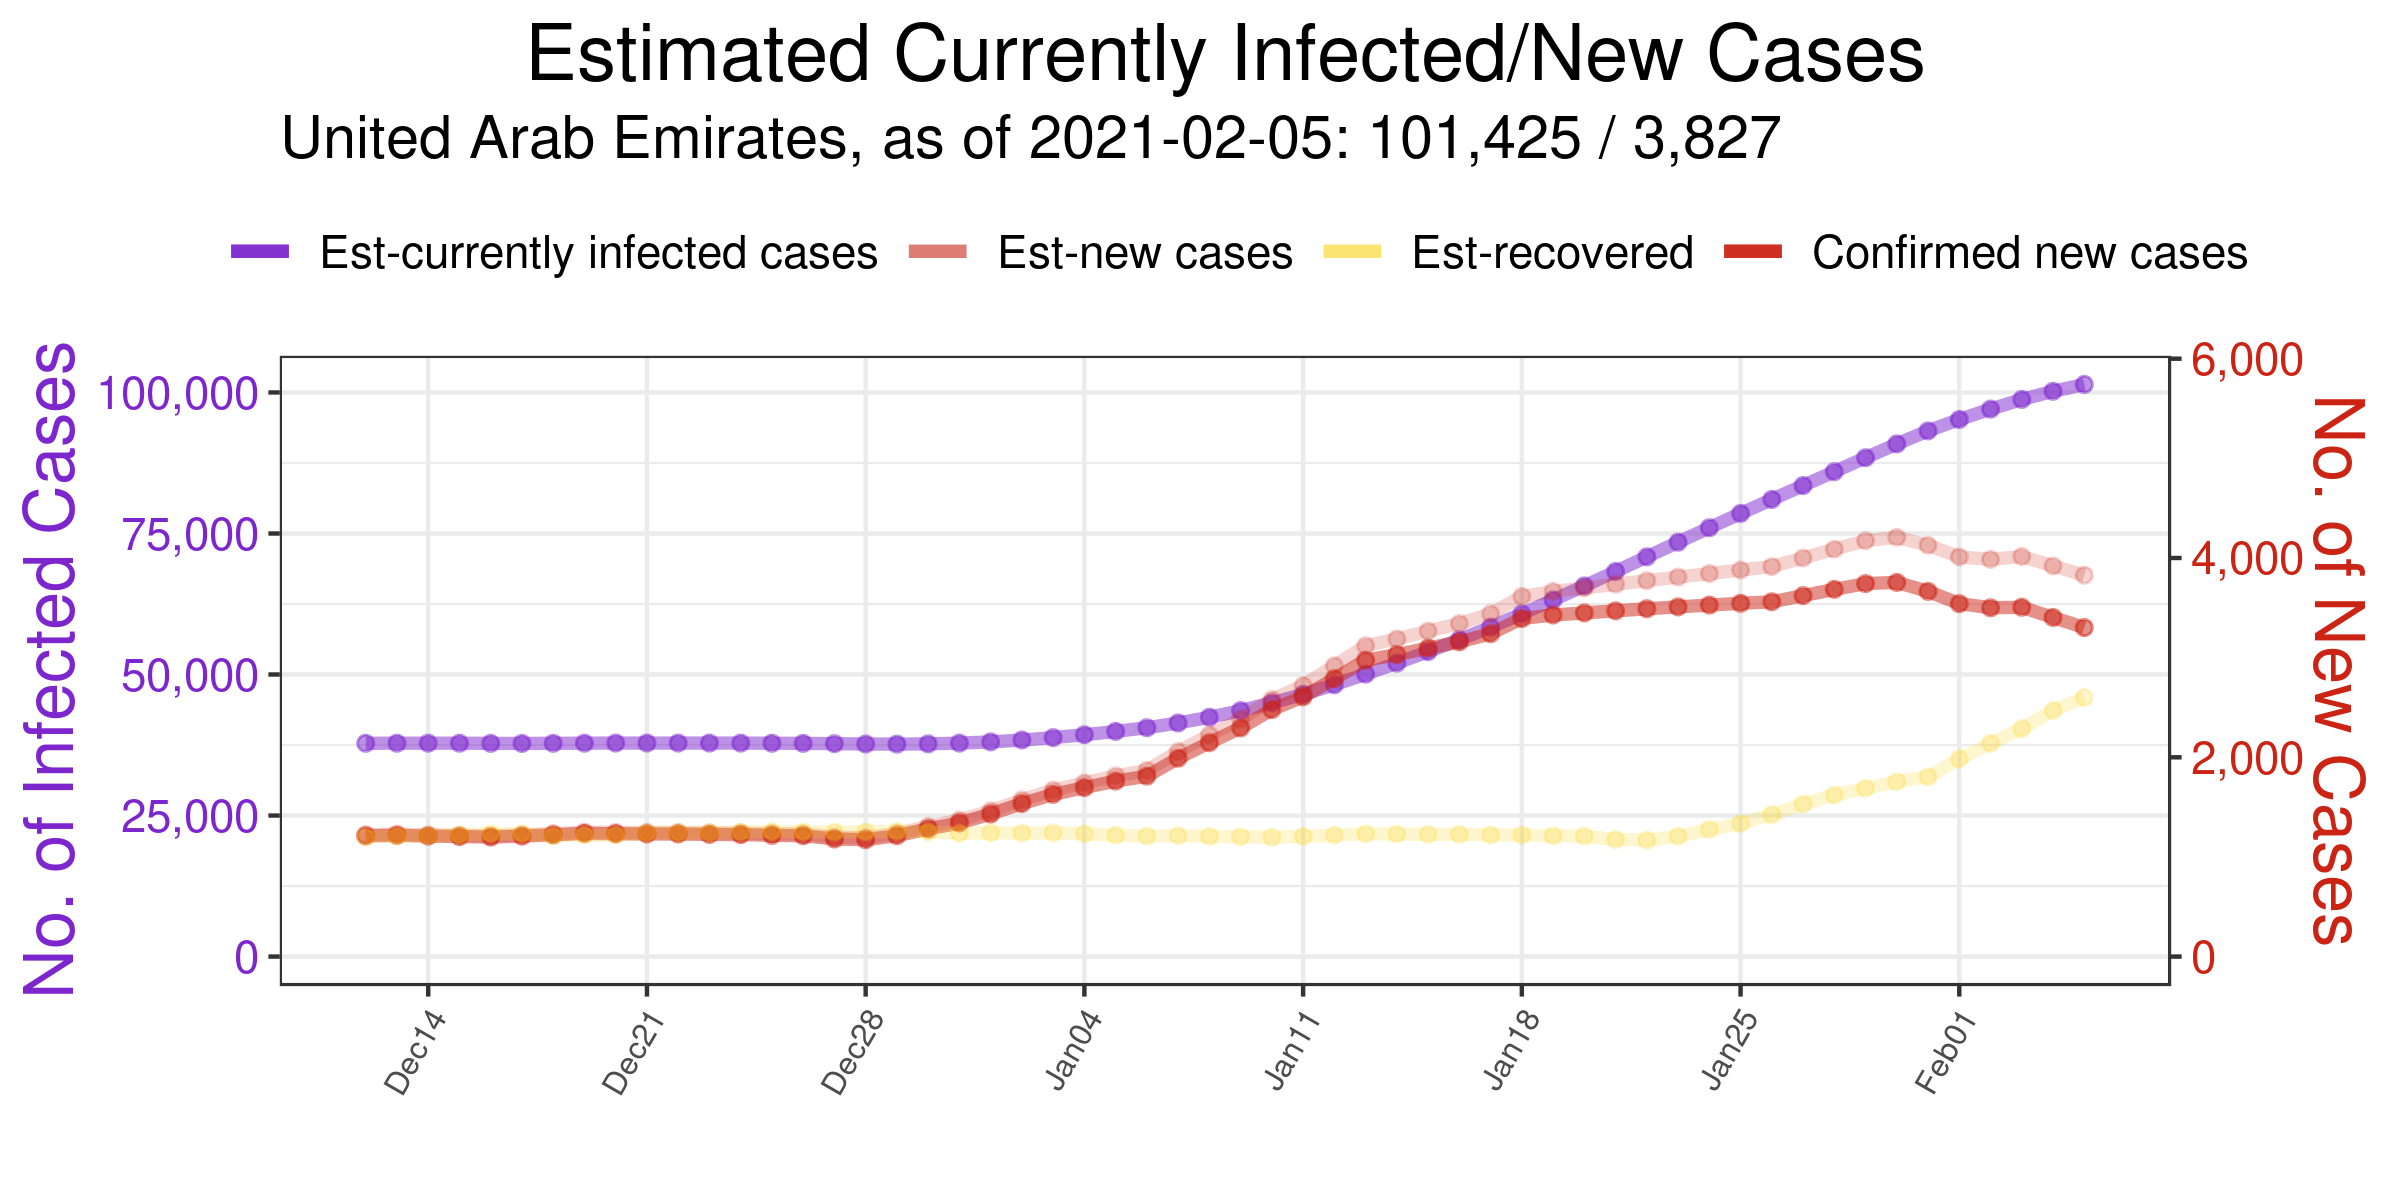 Estimated Currently Infected/New Cases
United Arab Emirates, as of 2021-02-05: 101,425 / 3,827
Est-currently infected cases Est-new cases Est-recovered Confirmed new cases
No. of Infected Cases
100,000
75,000
50,000
25,000
0
6,000
4,000
2,000
0
No. of New Cases
Dec14 Dec21 Dec28 Jan04 Jan11 Jan18 Jan25 Feb01